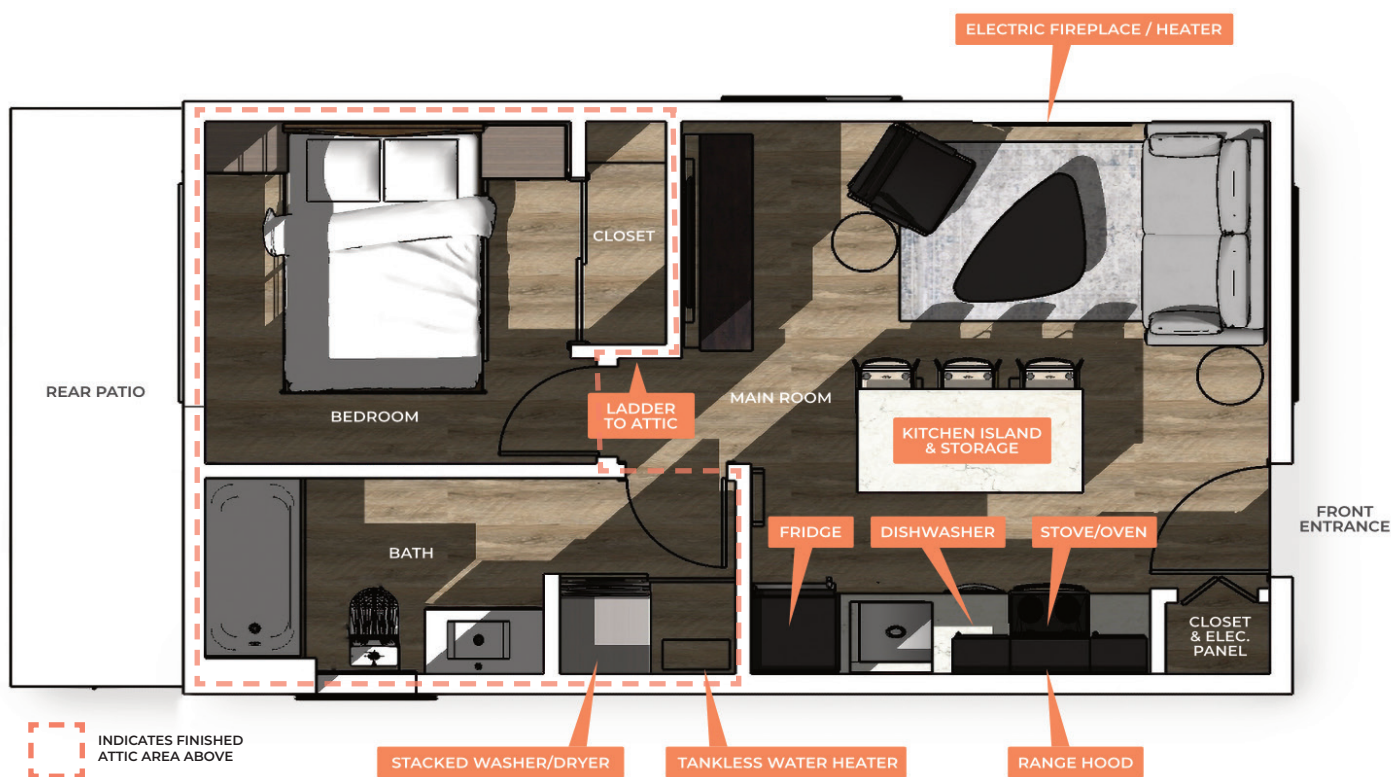 ELECTRIC FIREPLACE / HEATER
CLOSET
REAR PATIO
BEDROOM
LADDER
TO ATTIC
MAIN ROOM
KITCHEN ISLAND
& STORAGE
FRONT
ENTRANCE
BATH
FRIDGE
DISHWASHER
STOVE/OVEN
CLOSET
& ELEC.
PANEL
INDICATES FINISHED
ATTIC AREA ABOVE
STACKED WASHER/DRYER
TANKLESS WATER HEATER
RANGE HOOD